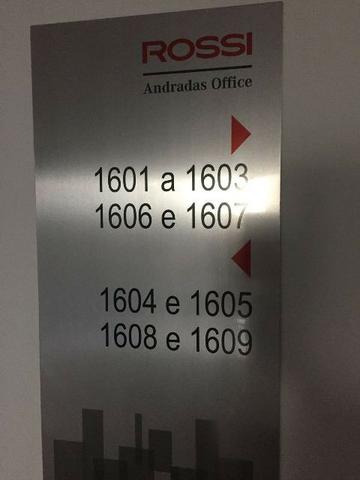 ROSSI
Andradas Office
1601 a 1603
1606 e 1607
1604 e 1605
1608 e 1609